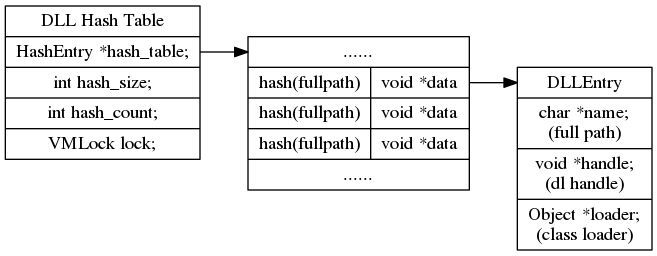 DLL Hash Table
HashEntry *hash_table;
int hash_size;
int hash_count;
VMLock lock;
......
hash(fullpath) void *data
hash(fullpath) void *data
hash(fullpath) void *data
......
DLLEntry
char *name;
(full path)
void *handle;
(dl handle)
Object *loader;
(class loader)